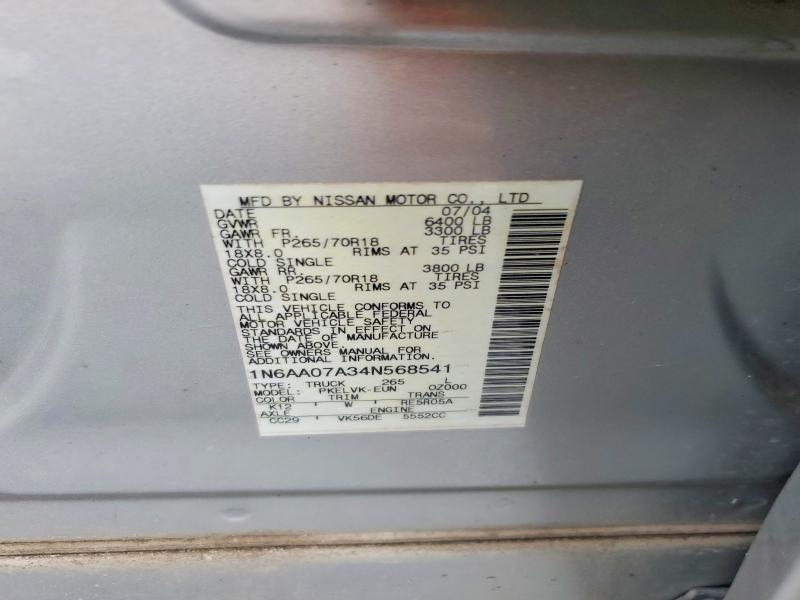 MFD BY NISSAN MOTOR CO., LTD
DATE 07/04
GVWR 6400 LB
GAWR FR. 3300 LB
WITH P265/70R18 TIRES
18X8.0 RIMS AT 35 PSI
COLD SINGLE
GAWR RR. 3800 LB
WITH P265/70R18 TIRES
18X8.0 RIMS AT 35 PSI
COLD SINGLE
THIS VEHICLE CONFORMS TO
ALL APPLICABLE FEDERAL
MOTOR VEHICLE SAFETY
STANDARDS IN EFFECT ON
THE DATE OF MANUFACTURE
SHOWN ABOVE.
SEE OWNERS MANUAL FOR
ADDITIONAL INFORMATION
1N6AA07A34N568541
TYPE: TRUCK 265 L
MODEL: PKELVK-EUN 0Z000
COLOR TRIM TRANS
K12 W RE5R05A
AXLE ENGINE
CC29 VK56DE 5552CC